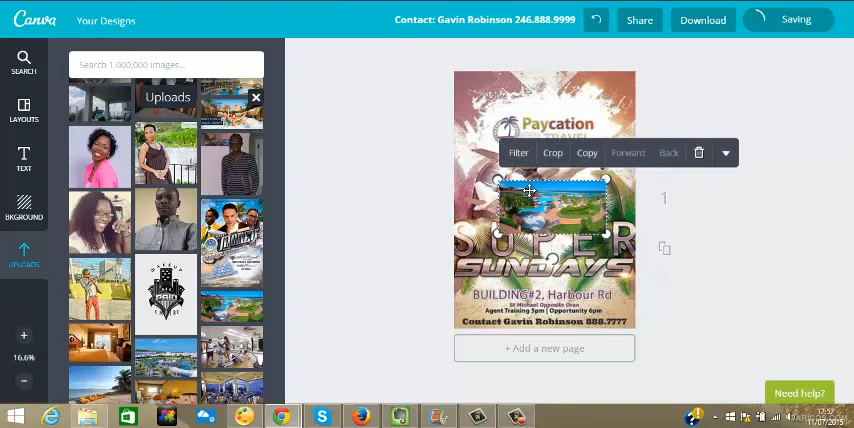 Canva
Your Designs
Contact: Gavin Robinson 246.888.9999
Share
Download
Saving
SEARCH
LAYOUTS
TEXT
BKGROUND
UPLOADS
16.6%
Search 1,000,000 images...
Uploads
PAID
Paycation
TRAVEL
Filter
Crop
Copy
Forward
Back
1
SUPER
SUNDAYS
BUILDING#2, Harbour Rd
St Michael Opposite Oran
Agent Training 5pm | Opportunity 6pm
Contact Gavin Robinson 888.7777
+ Add a new page
Need help?
12:52
11/07/2015